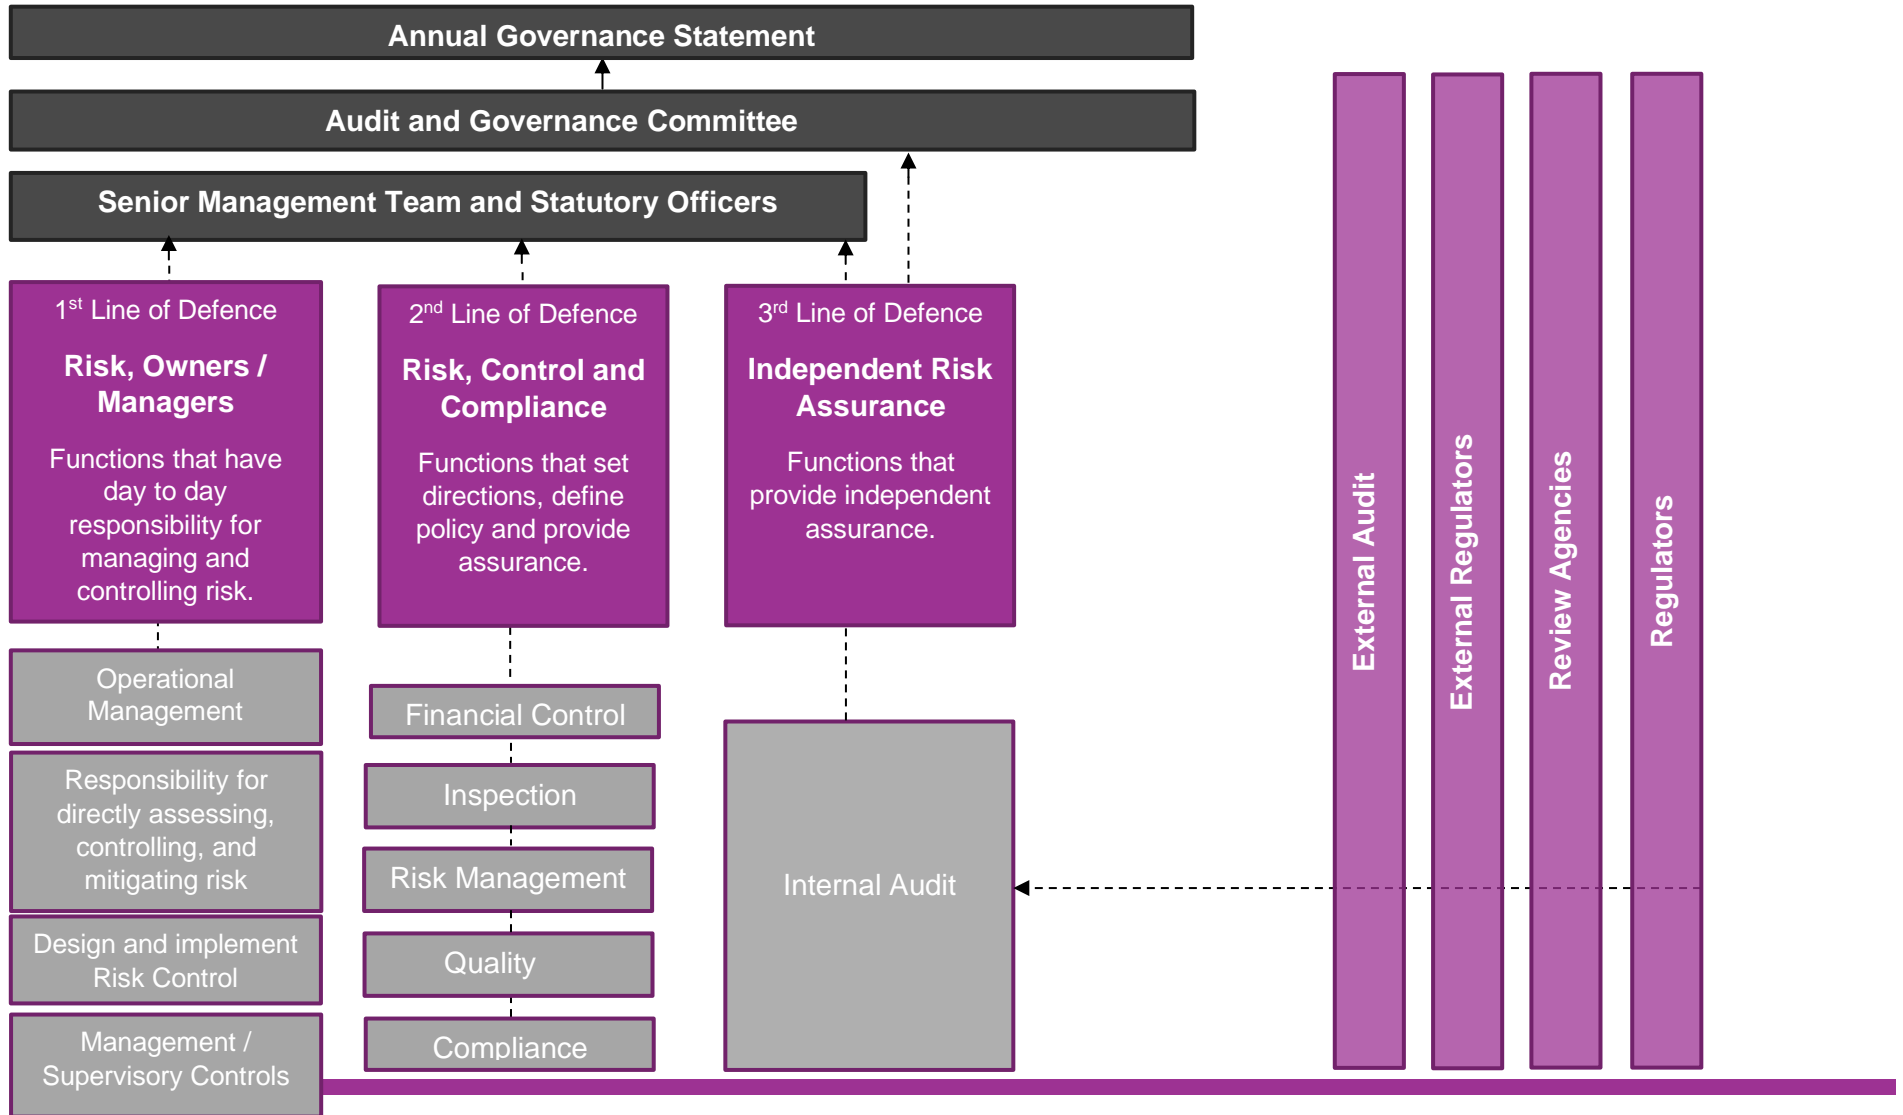 Annual Governance Statement
Audit and Governance Committee
Senior Management Team and Statutory Officers
1st Line of Defence
Risk, Owners /
Managers
Functions that have
day to day
responsibility for
managing and
controlling risk.
Operational
Management
Responsibility for
directly assessing,
controlling, and
mitigating risk
Design and implement
Risk Control
Management /
Supervisory Controls
2nd Line of Defence
Risk, Control and
Compliance
Functions that set
directions, define
policy and provide
assurance.
Financial Control
Inspection
Risk Management
Quality
Compliance
3rd Line of Defence
Independent Risk
Assurance
Functions that
provide independent
assurance.
Internal Audit
External Audit
External Regulators
Review Agencies
Regulators